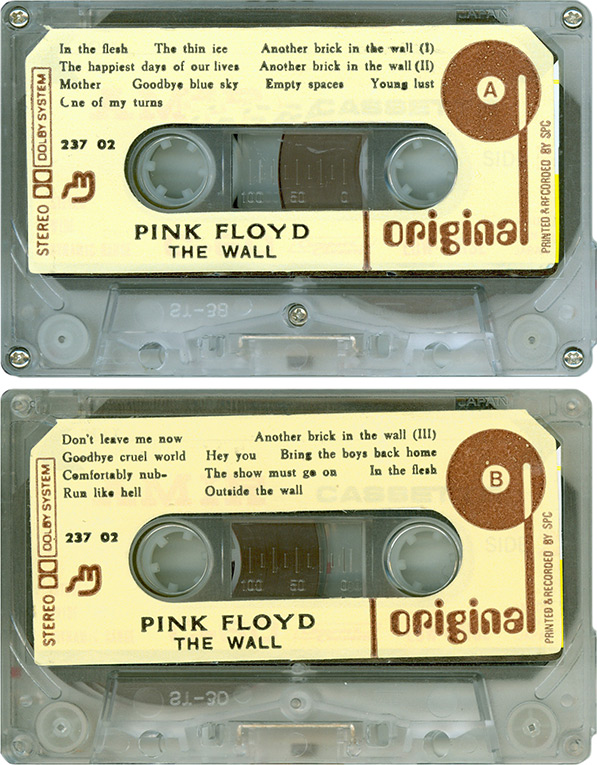 JAPAN
In the flesh The thin ice Another brick in the wall (I)
The happiest days of our lives Another brick in the wall (II)
Mother Goodbye blue sky Empty spaces Young lust
One of my turns
A
STEREO DOLBY SYSTEM
237 02
100 50 0
PINK FLOYD
THE WALL
original
PRINTED & RECORDED BY SPC
JAPAN
Don't leave me now Another brick in the wall (III)
Goodbye cruel world Hey you Bring the boys back home
Comfortably nub- The show must go on In the flesh
Run like hell Outside the wall
B
STEREO DOLBY SYSTEM
237 02
100 50 0
PINK FLOYD
THE WALL
original
PRINTED & RECORDED BY SPC